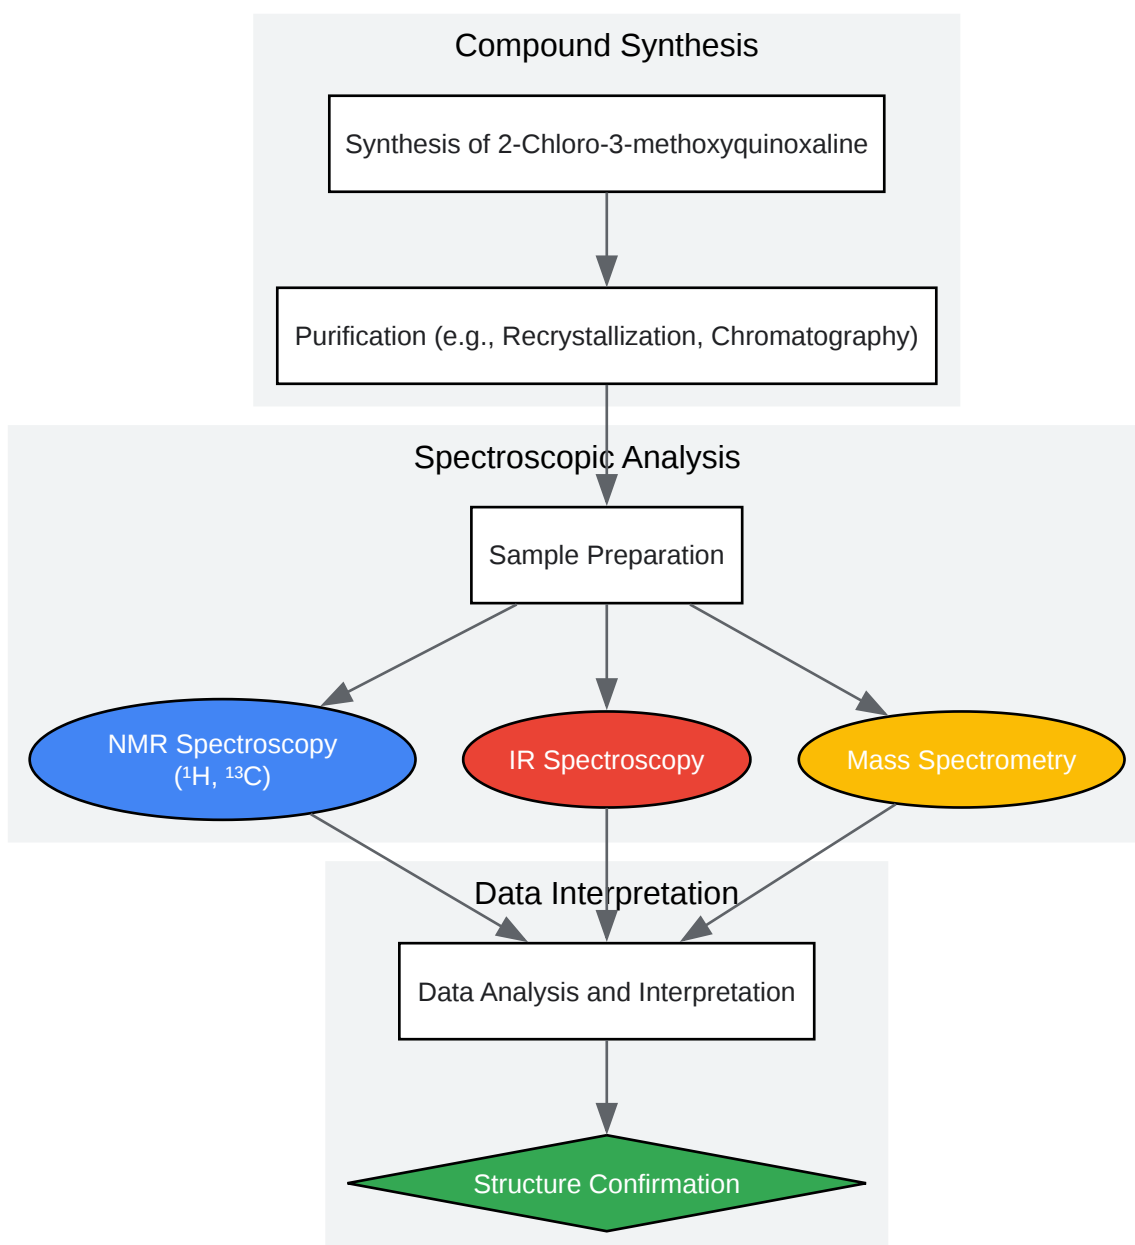 Compound Synthesis
Synthesis of 2-Chloro-3-methoxyquinoxaline
Purification (e.g., Recrystallization, Chromatography)
Spectroscopic Analysis
Sample Preparation
NMR Spectroscopy
(¹H, ¹³C)
IR Spectroscopy
Mass Spectrometry
Data Interpretation
Data Analysis and Interpretation
Structure Confirmation